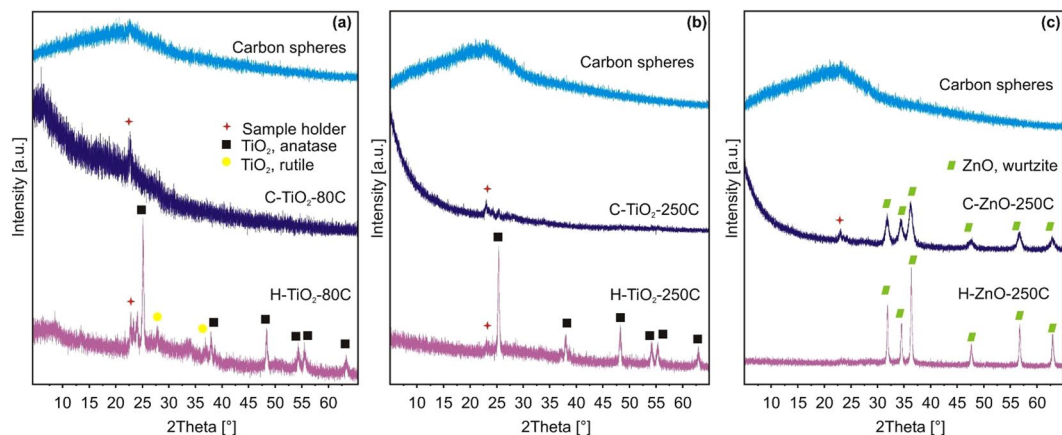 (a)
Carbon spheres
Sample holder
TiO₂, anatase
TiO₂, rutile
C-TiO₂-80C
H-TiO₂-80C
Intensity [a.u.]
10 15 20 25 30 35 40 45 50 55 60
2Theta [°]
(b)
Carbon spheres
C-TiO₂-250C
H-TiO₂-250C
Intensity [a.u.]
10 15 20 25 30 35 40 45 50 55 60
2Theta [°]
(c)
Carbon spheres
ZnO, wurtzite
C-ZnO-250C
H-ZnO-250C
Intensity [a.u.]
10 15 20 25 30 35 40 45 50 55 60
2Theta [°]